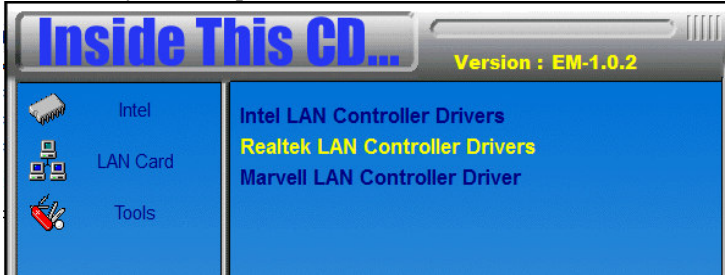 Inside This CD...
Version : EM-1.0.2
Intel
LAN Card
Tools
Intel LAN Controller Drivers
Realtek LAN Controller Drivers
Marvell LAN Controller Driver